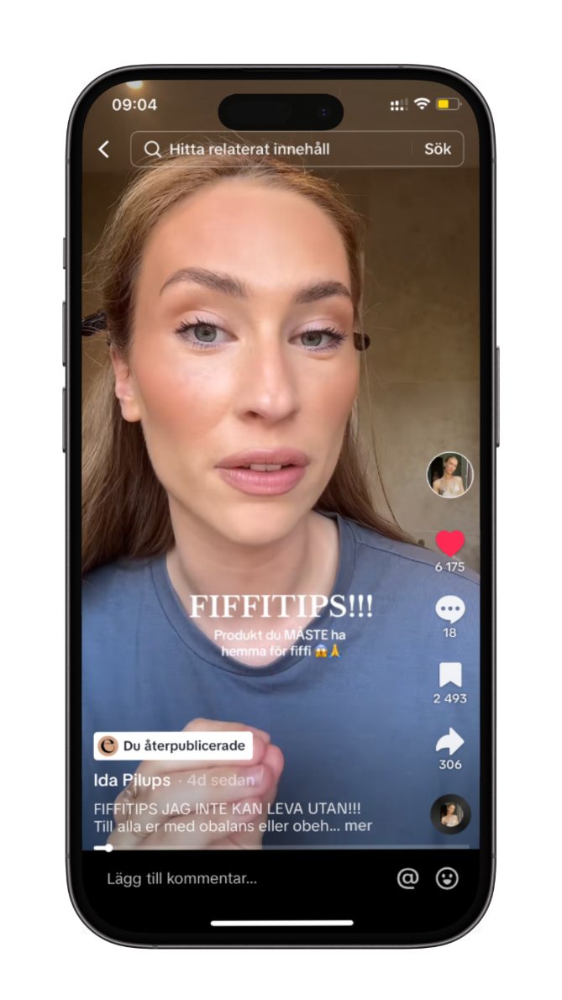 09:04
Hitta relaterat innehåll
Sök
6 175
FIFFITIPS!!!
Produkt du MÅSTE ha
hemma för fiffi 😱🙏
18
2 493
e Du återpublicerade
306
Ida Pilups · 4d sedan
FIFFITIPS JAG INTE KAN LEVA UTAN!!!
Till alla er med obalans eller obeh... mer
Lägg till kommentar...